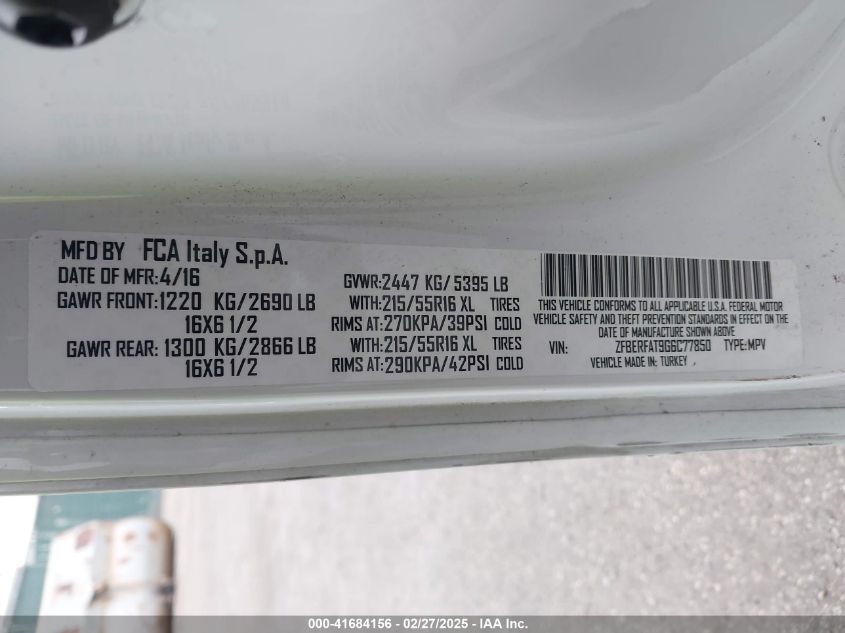 MFD BY FCA Italy S.p.A.
DATE OF MFR:4/16
GAWR FRONT:1220 KG/2690 LB
16X6 1/2
GAWR REAR:1300 KG/2866 LB
16X6 1/2
GVWR:2447 KG/5395 LB
WITH:215/55R16 XL TIRES
RIMS AT:270KPA/39PSI COLD
WITH:215/55R16 XL TIRES
RIMS AT:290KPA/42PSI COLD
THIS VEHICLE CONFORMS TO ALL APPLICABLE U.S.A. FEDERAL MOTOR
VEHICLE SAFETY AND THEFT PREVENTION STANDARDS IN EFFECT ON THE
DATE OF MANUFACTURE SHOWN ABOVE
VIN: ZFBERFAT9G6C77850 TYPE:MPV
VEHICLE MADE IN: TURKEY
000-41684156 - 02/27/2025 - IAA Inc.